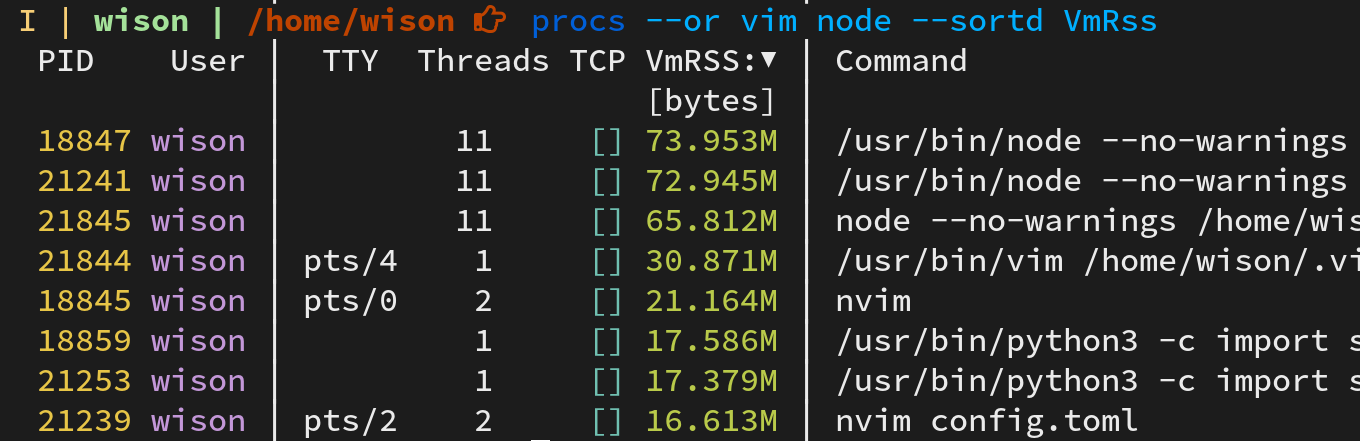 I | wison | /home/wison procs --or vim node --sortd VmRss
PID User │ TTY Threads TCP VmRSS:▼ │ Command
[bytes]
18847 wison │ 11 [] 73.953M │ /usr/bin/node --no-warnings
21241 wison │ 11 [] 72.945M │ /usr/bin/node --no-warnings
21845 wison │ 11 [] 65.812M │ node --no-warnings /home/wis
21844 wison │ pts/4 1 [] 30.871M │ /usr/bin/vim /home/wison/.vi
18845 wison │ pts/0 2 [] 21.164M │ nvim
18859 wison │ 1 [] 17.586M │ /usr/bin/python3 -c import s
21253 wison │ 1 [] 17.379M │ /usr/bin/python3 -c import s
21239 wison │ pts/2 2 [] 16.613M │ nvim config.toml